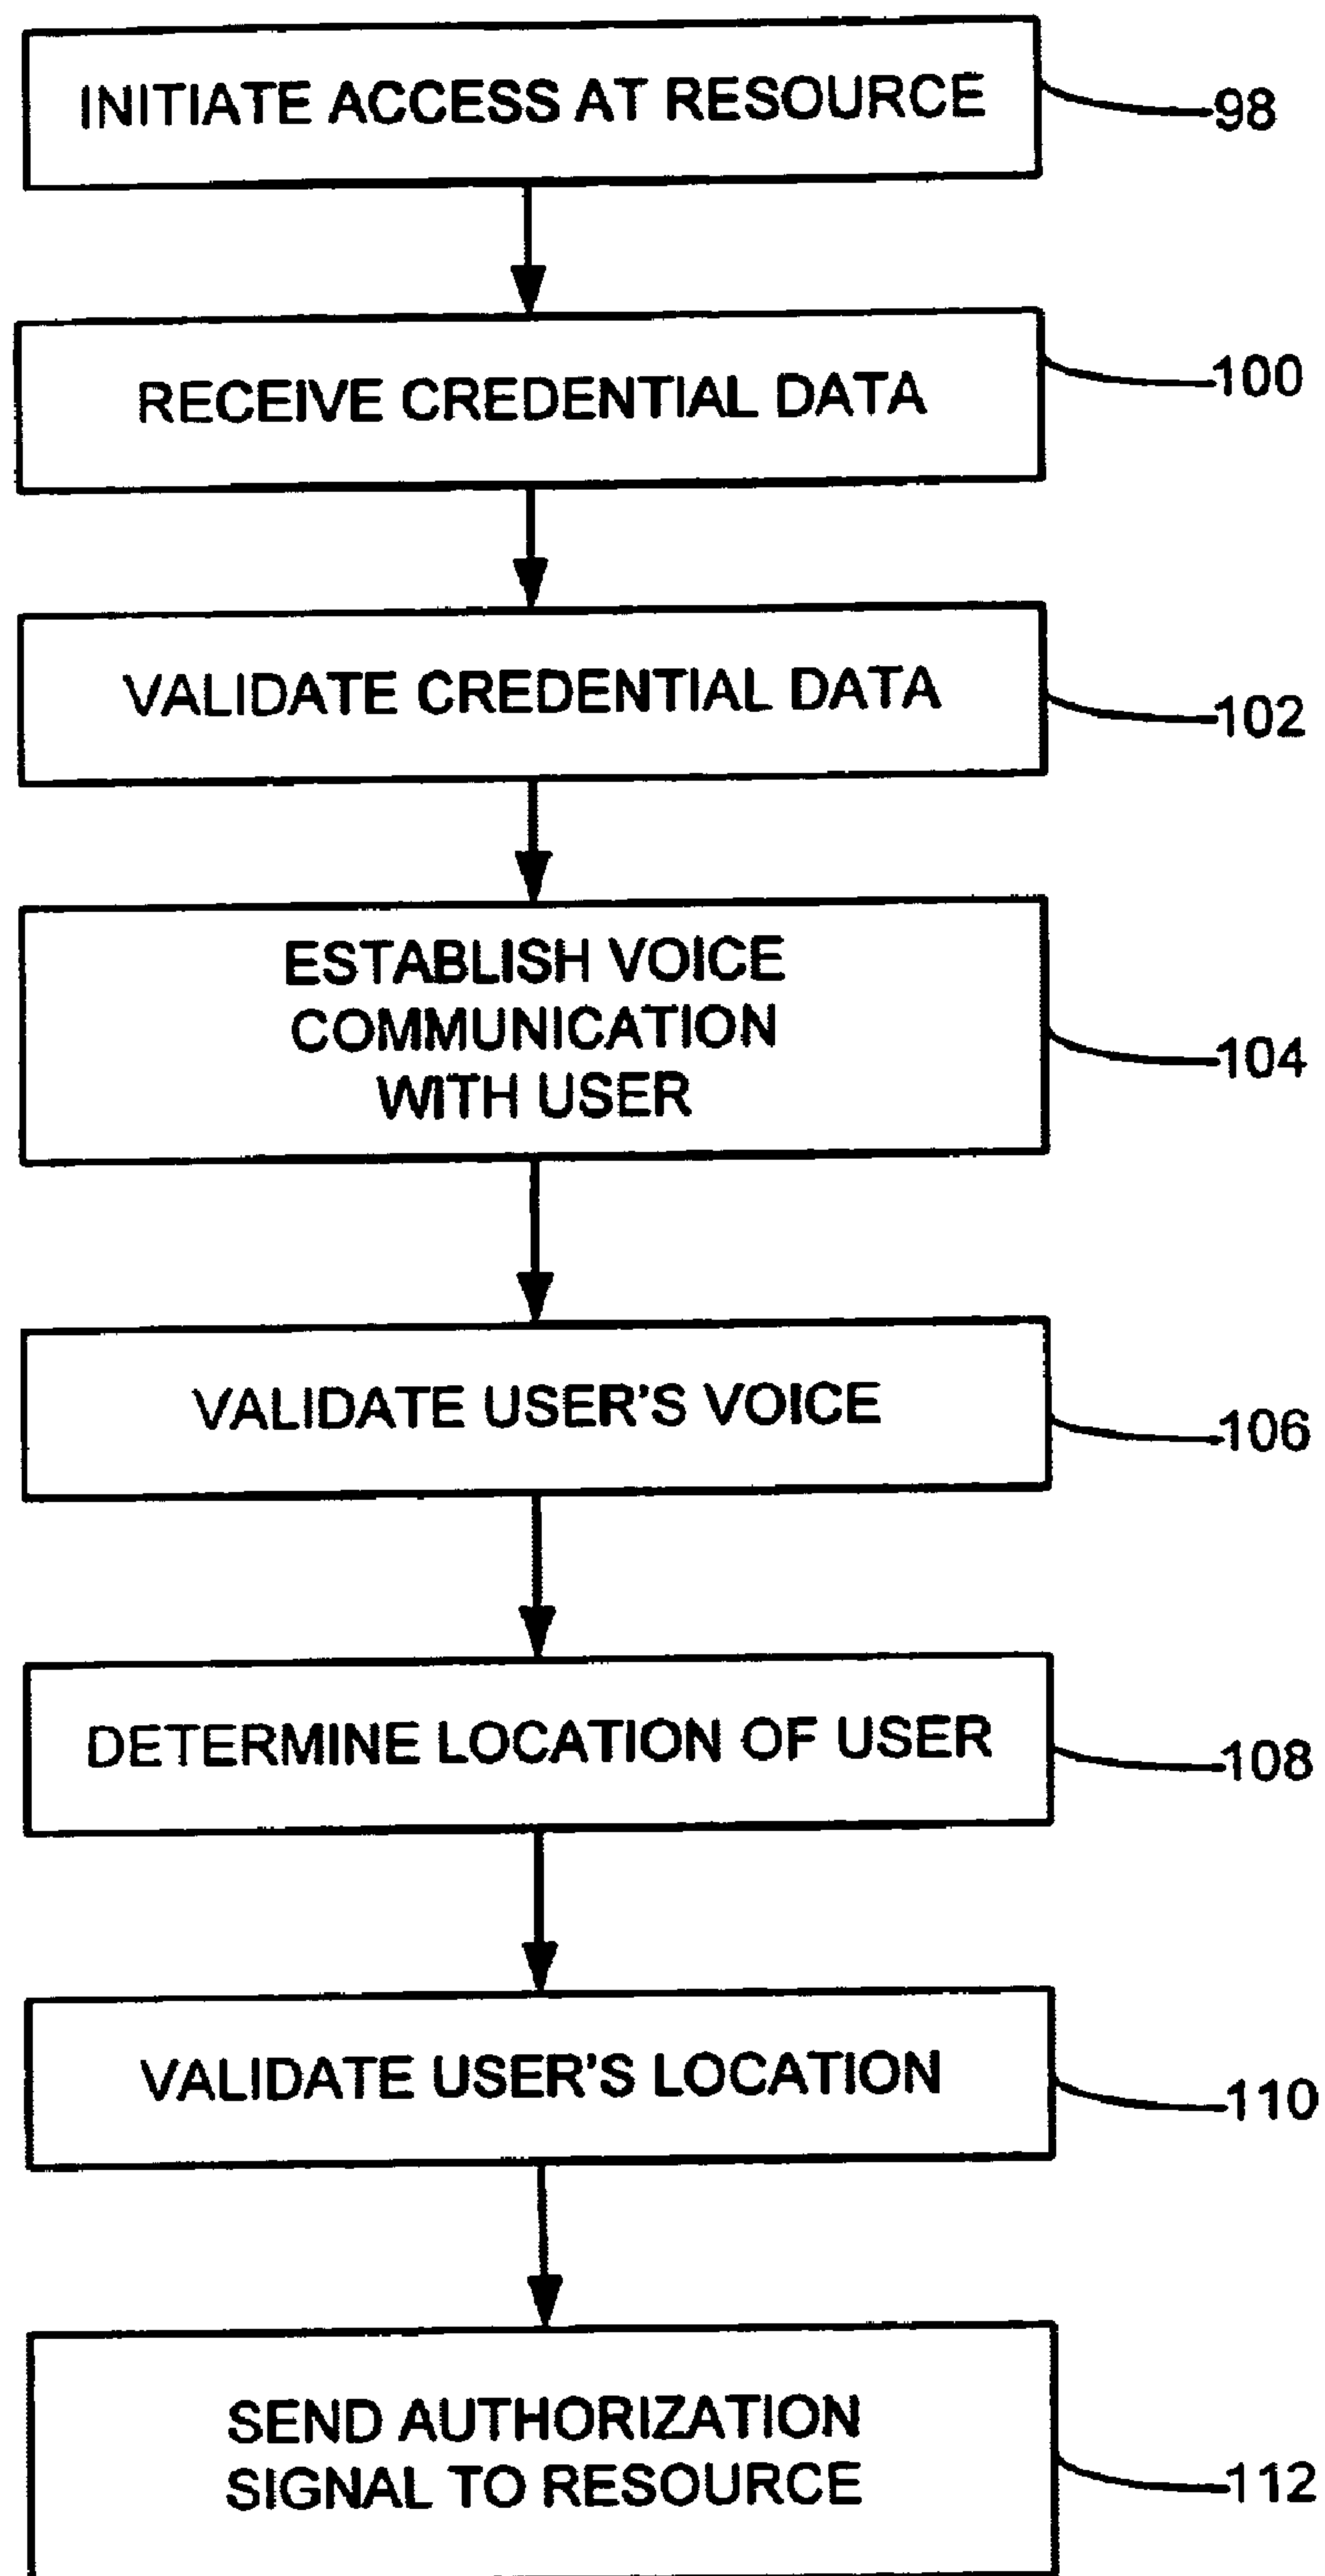 INITIATE ACCESS AT RESOURCE
98
RECEIVE CREDENTIAL DATA
100
VALIDATE CREDENTIAL DATA
102
ESTABLISH VOICE
COMMUNICATION
WITH USER
104
VALIDATE USER'S VOICE
106
DETERMINE LOCATION OF USER
108
VALIDATE USER'S LOCATION
110
SEND AUTHORIZATION
SIGNAL TO RESOURCE
112